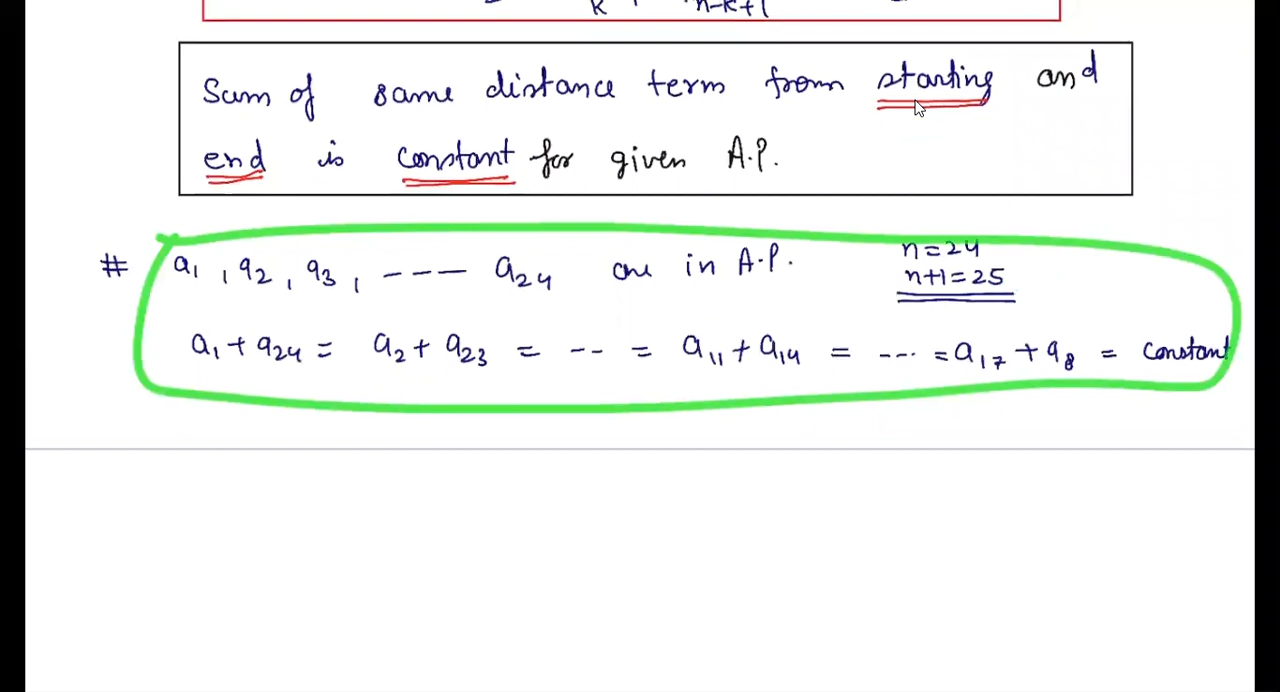 k n-k+1
Sum of same distance term from starting and
end is constant for given A.P.
# a1, a2, a3, ---- a24 are in A.P. n=24
n+1=25
a1 + a24 = a2 + a23 = -- = a11 + a14 = ---- = a17 + a8 = constant